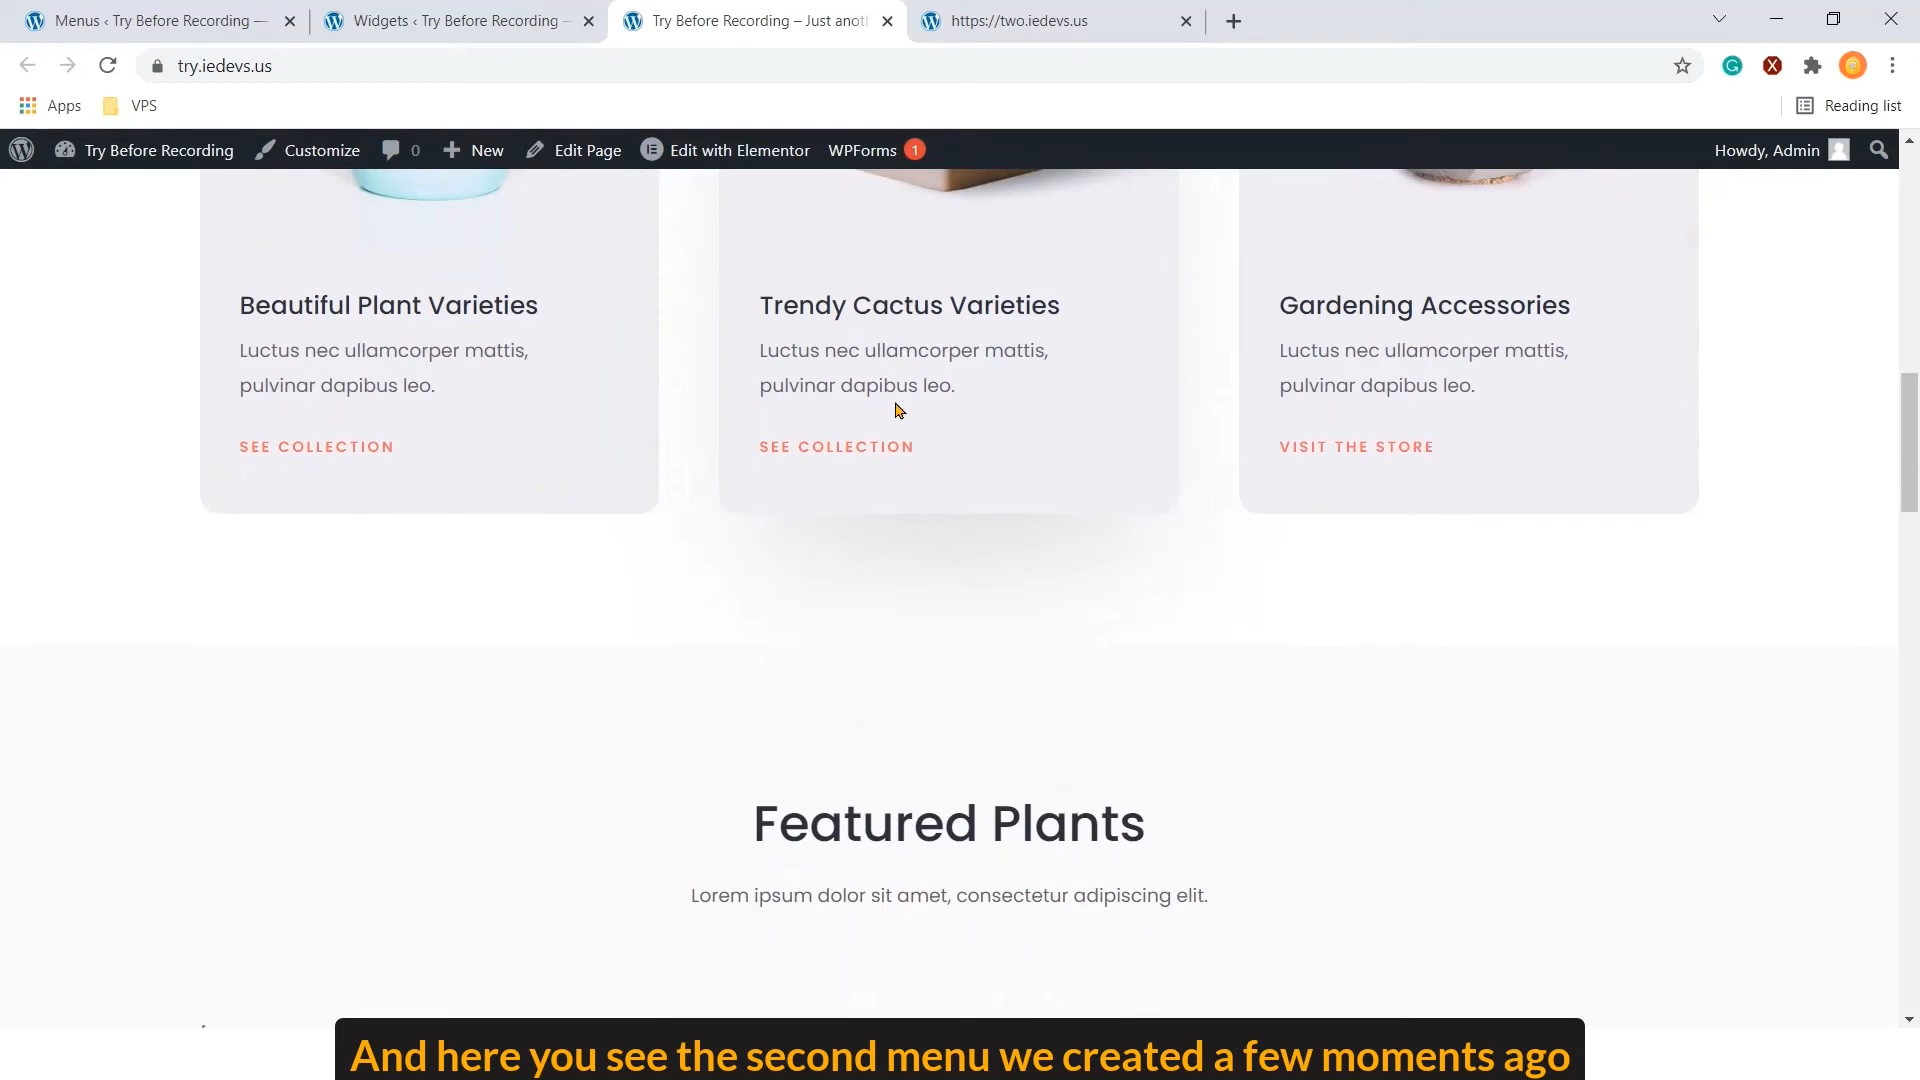 Menus ‹ Try Before Recording —
Widgets ‹ Try Before Recording –
Try Before Recording – Just anoth
https://two.iedevs.us
try.iedevs.us
Apps
VPS
Reading list
Try Before Recording
Customize
0
New
Edit Page
Edit with Elementor
WPForms 1
Howdy, Admin
Beautiful Plant Varieties
Luctus nec ullamcorper mattis,
pulvinar dapibus leo.
SEE COLLECTION
Trendy Cactus Varieties
Luctus nec ullamcorper mattis,
pulvinar dapibus leo.
SEE COLLECTION
Gardening Accessories
Luctus nec ullamcorper mattis,
pulvinar dapibus leo.
VISIT THE STORE
Featured Plants
Lorem ipsum dolor sit amet, consectetur adipiscing elit.
And here you see the second menu we created a few moments ago